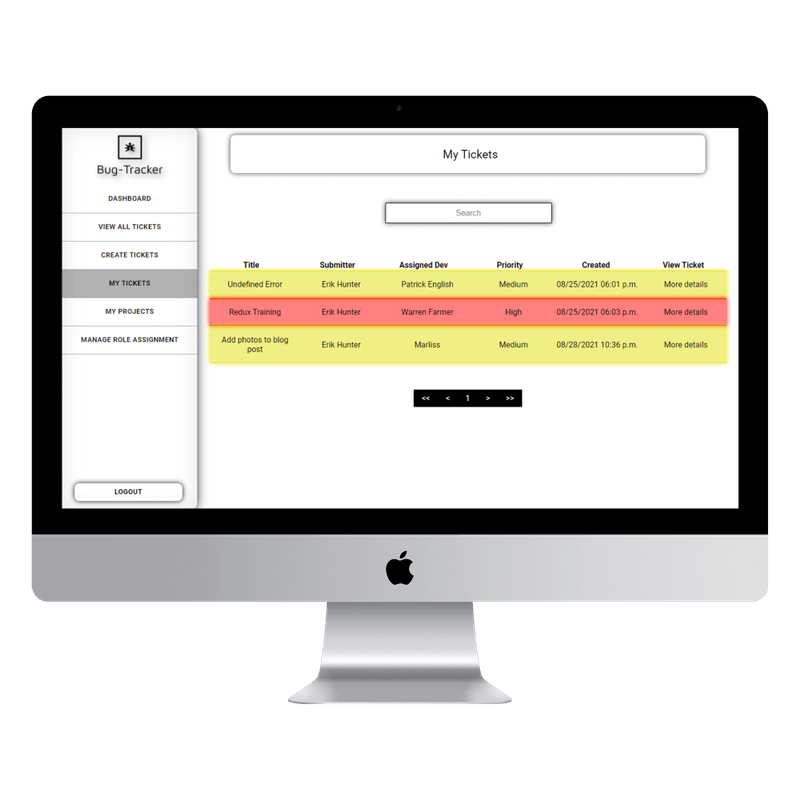 Bug-Tracker
DASHBOARD
VIEW ALL TICKETS
CREATE TICKETS
MY TICKETS
MY PROJECTS
MANAGE ROLE ASSIGNMENT
LOGOUT
My Tickets
Search
Title Submitter Assigned Dev Priority Created View Ticket
Undefined Error Erik Hunter Patrick English Medium 08/25/2021 06:01 p.m. More details
Redux Training Erik Hunter Warren Farmer High 08/25/2021 06:03 p.m. More details
Add photos to blog
post Erik Hunter Marliss Medium 08/28/2021 10:36 p.m. More details
<< < 1 > >>